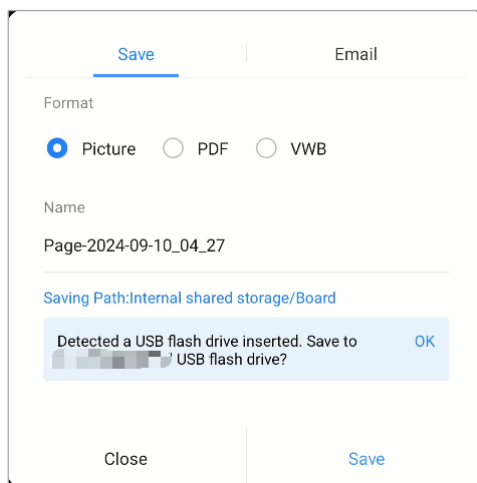 Save
Email
Format
Picture
PDF
VWB
Name
Page-2024-09-10_04_27
Saving Path:Internal shared storage/Board
Detected a USB flash drive inserted. Save to
OK
USB flash drive?
Close
Save